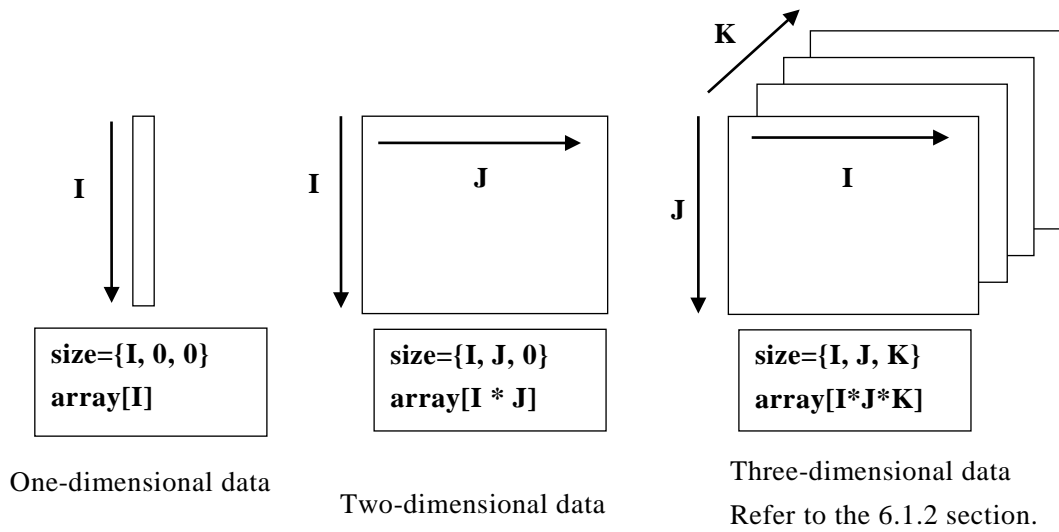 I
size={I, 0, 0}
array[I]
One-dimensional data
I
J
size={I, J, 0}
array[I * J]
Two-dimensional data
K
J
I
size={I, J, K}
array[I*J*K]
Three-dimensional data
Refer to the 6.1.2 section.